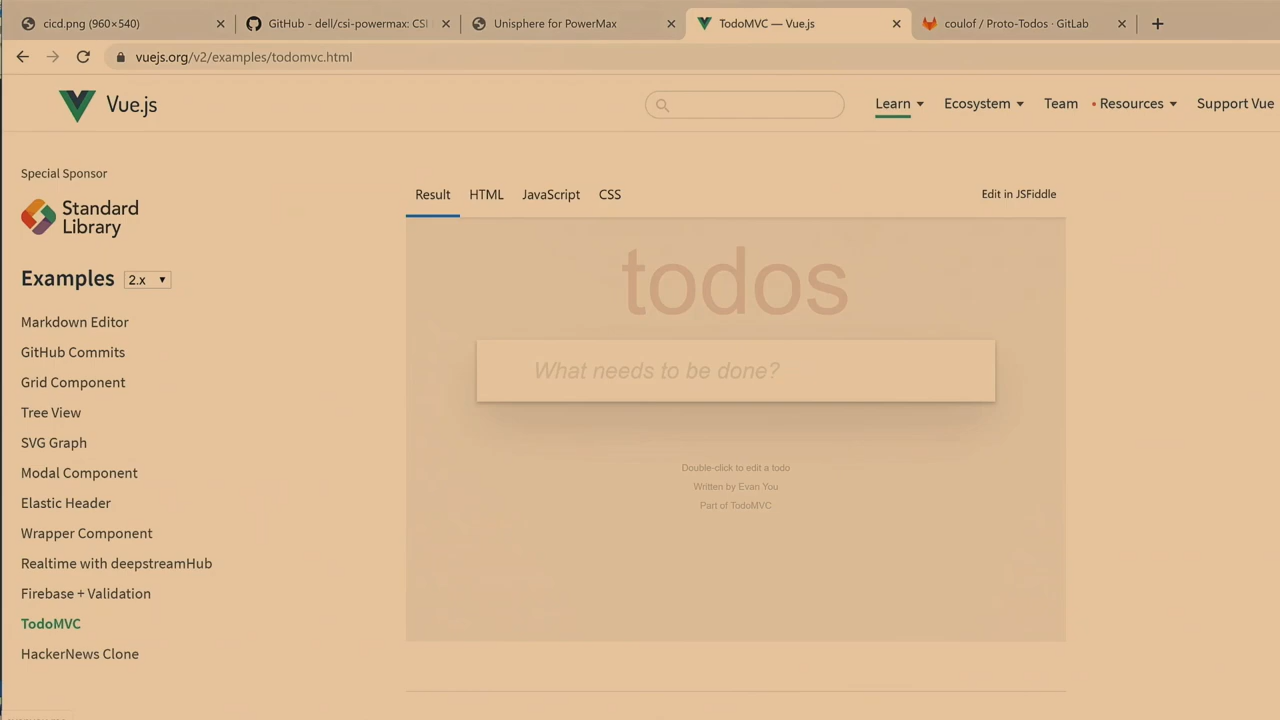 cicd.png (960×540)
GitHub - dell/csi-powermax: CSI
Unisphere for PowerMax
TodoMVC — Vue.js
coulof / Proto-Todos · GitLab
vuejs.org/v2/examples/todomvc.html
Vue.js
Learn
Ecosystem
Team
Resources
Support Vue
Special Sponsor
Standard
Library
Examples
2.x
Markdown Editor
GitHub Commits
Grid Component
Tree View
SVG Graph
Modal Component
Elastic Header
Wrapper Component
Realtime with deepstreamHub
Firebase + Validation
TodoMVC
HackerNews Clone
Result
HTML
JavaScript
CSS
Edit in JSFiddle
todos
What needs to be done?
Double-click to edit a todo
Written by Evan You
Part of TodoMVC